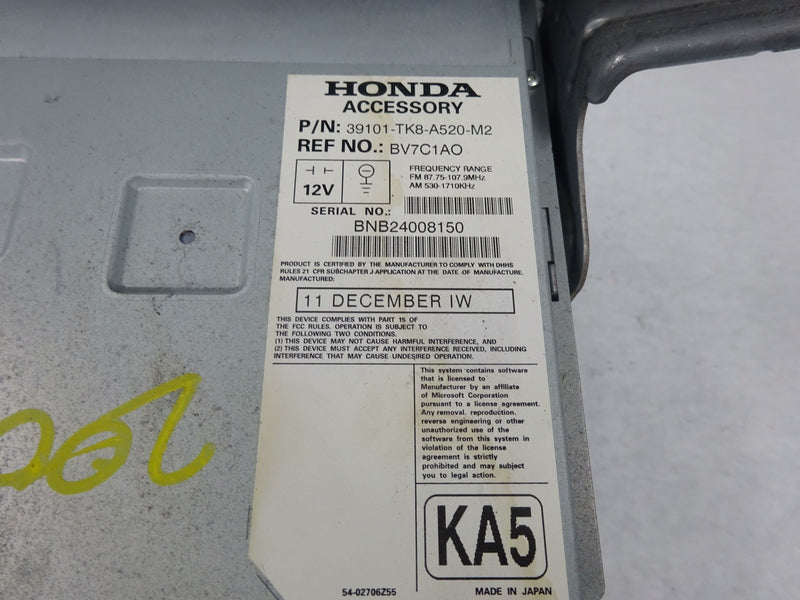 HONDA
ACCESSORY
P/N: 39101-TK8-A520-M2
REF NO.: BV7C1AO
12V
FREQUENCY RANGE
FM 87.75-107.9MHz
AM 530-1710KHz
SERIAL NO.:
BNB24008150
PRODUCT IS CERTIFIED BY THE MANUFACTURER TO COMPLY WITH DHHS
RULES 21 CFR SUBCHAPTER J APPLICATION AT THE DATE OF MANUFACTURE.
MANUFACTURED:
11 DECEMBER IW
THIS DEVICE COMPLIES WITH PART 15 OF
THE FCC RULES. OPERATION IS SUBJECT TO
THE FOLLOWING TWO CONDITIONS.
(1) THIS DEVICE MAY NOT CAUSE HARMFUL INTERFERENCE, AND
(2) THIS DEVICE MUST ACCEPT ANY INTERFERENCE RECEIVED, INCLUDING
INTERFERENCE THAT MAY CAUSE UNDESIRED OPERATION.
This system contains software
that is licensed to
Manufacturer by an affiliate
of Microsoft Corporation
pursuant to a license agreement.
Any removal, reproduction,
reverse engineering or other
unauthorized use of the
software from this system in
violation of the license
agreement is strictly
prohibited and may subject
you to legal action.
KA5
54-02706Z55
MADE IN JAPAN